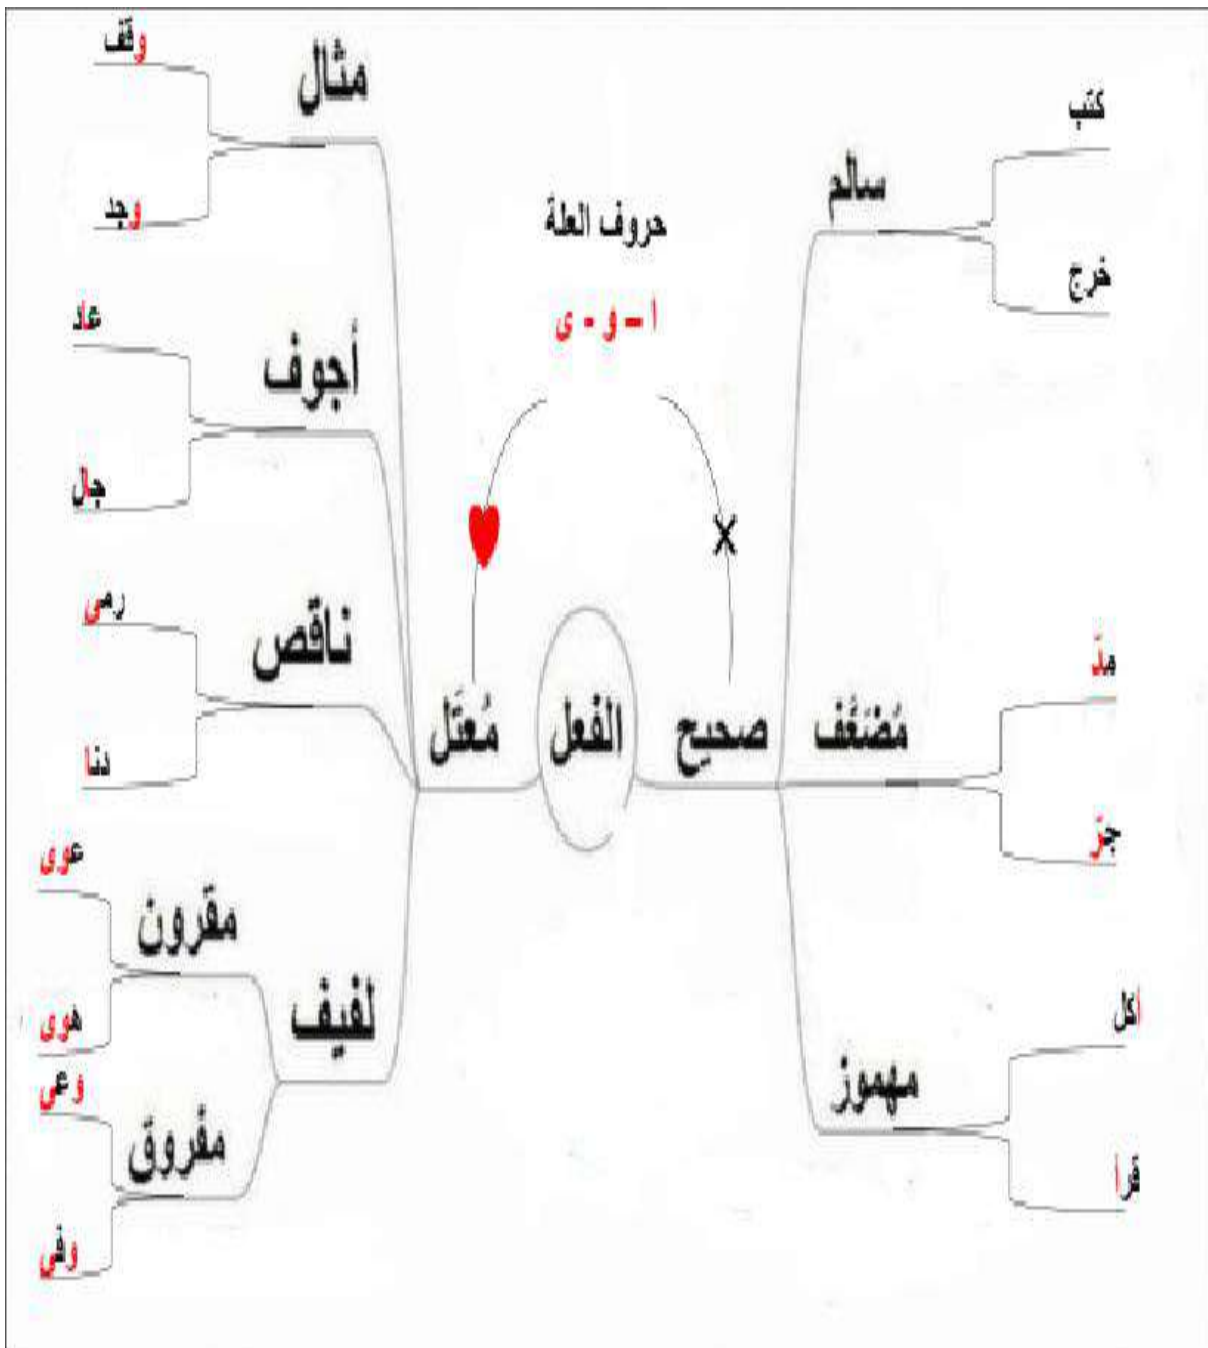 حروف العلة
ا – و - ى
الفعل
صحيح
سالم
كتب
خرج
مُضَعَّف
مدّ
جزّ
مهموز
أكل
قرأ
مُعتَل
مثال
وقف
وجد
أجوف
عاد
جال
ناقص
رمى
دنا
لفيف
مقرون
عوى
هوى
مفروق
وعى
وفى